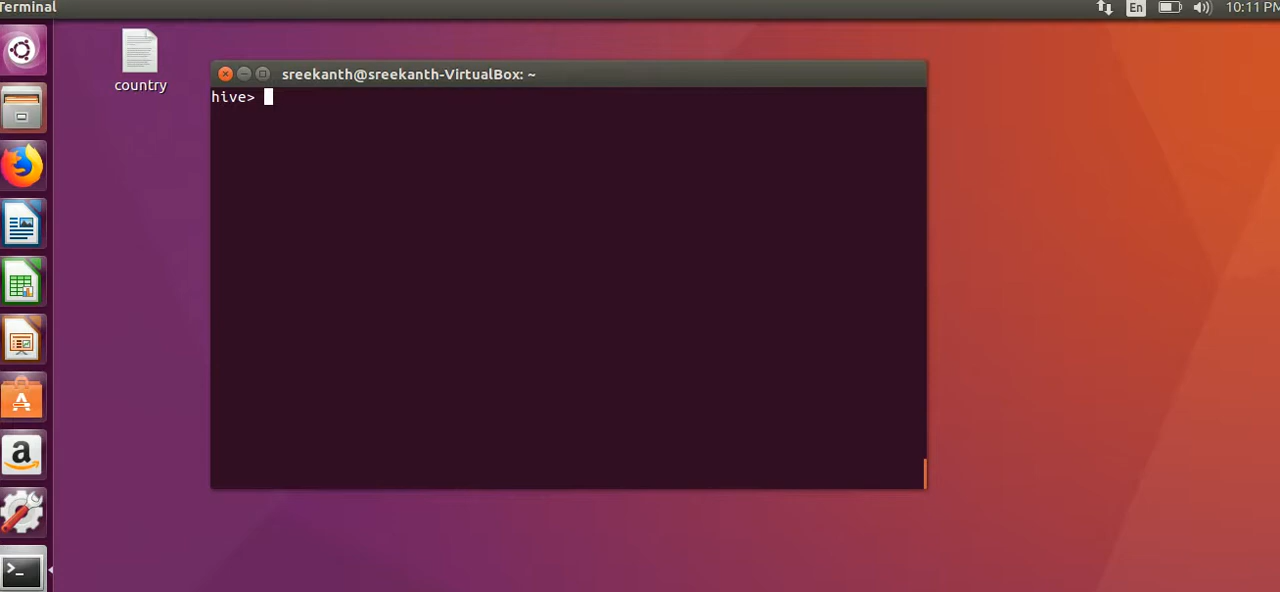 Terminal
En
10:11 PM
country
sreekanth@sreekanth-VirtualBox: ~
hive>